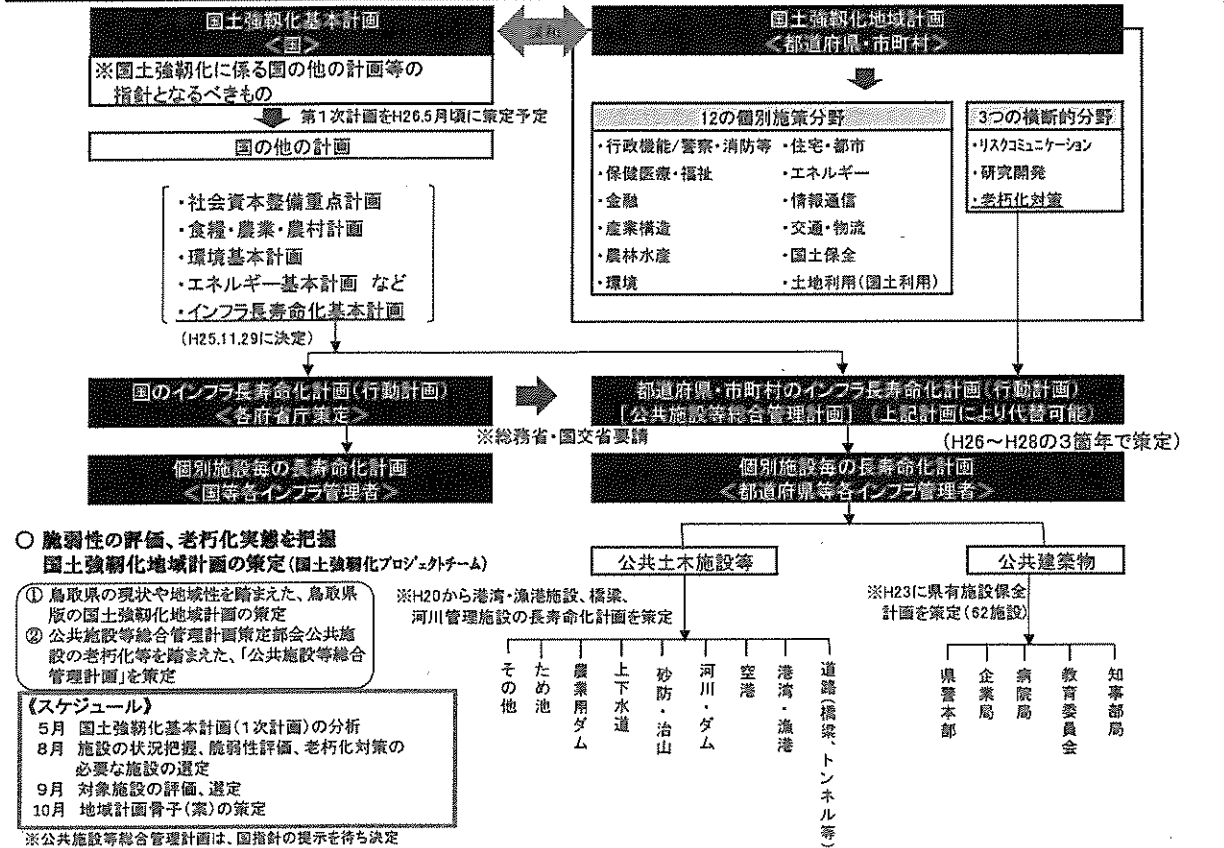 国土強靱化基本計画
＜国＞
※国土強靱化に係る国の他の計画等の
指針となるべきもの
第1次計画をH26.5月頃に策定予定
国の他の計画
・社会資本整備重点計画
・食糧・農業・農村計画
・環境基本計画
・エネルギー基本計画 など
・インフラ長寿命化基本計画
(H25.11.29に決定)
国土強靱化地域計画
＜都道府県・市町村＞
12の個別施策分野
・行政機能/警察・消防等
・保健医療・福祉
・金融
・産業構造
・農林水産
・環境
・住宅・都市
・エネルギー
・情報通信
・交通・物流
・国土保全
・土地利用(国土利用)
3つの横断的分野
・リスクコミュニケーション
・研究開発
・老朽化対策
国のインフラ長寿命化計画(行動計画)
＜各府省庁策定＞
※総務省・国交省要請
都道府県・市町村のインフラ長寿命化計画(行動計画)
[公共施設等総合管理計画] (上記計画により代替可能)
(H26～H28の3箇年で策定)
個別施設毎の長寿命化計画
＜国等各インフラ管理者＞
個別施設毎の長寿命化計画
＜都道府県等各インフラ管理者＞
○ 脆弱性の評価、老朽化実態を把握
国土強靱化地域計画の策定(国土強靱化プロジェクトチーム)
① 鳥取県の現状や地域性を踏まえた、鳥取県
版の国土強靱化地域計画の策定
② 公共施設等総合管理計画策定部会公共施
設の老朽化等を踏まえた、「公共施設等総合
管理計画」を策定
《スケジュール》
5月 国土強靱化基本計画(1次計画)の分析
8月 施設の状況把握、脆弱性評価、老朽化対策の
必要な施設の選定
9月 対象施設の評価、選定
10月 地域計画骨子(案)の策定
※公共施設等総合管理計画は、国指針の提示を待ち決定
公共土木施設等
※H20から港湾・漁港施設、橋梁、
河川管理施設の長寿命化計画を策定
その他
ため池
農業用ダム
上下水道
砂防・治山
河川・ダム
空港
港湾・漁港
道路(橋梁、トンネル等)
公共建築物
※H23に県有施設保全
計画を策定(62施設)
県警本部
企業局
病院局
教育委員会
知事部局